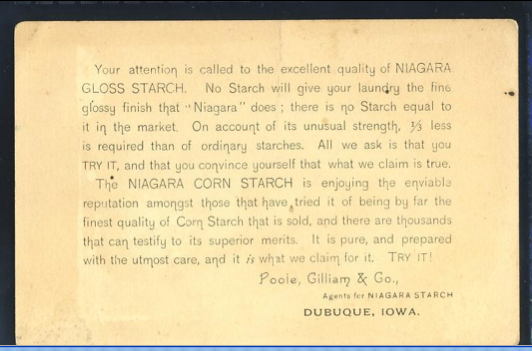 Your attention is called to the excellent quality of NIAGARA
GLOSS STARCH. No Starch will give your laundry the fine
glossy finish that "Niagara" does; there is no Starch equal to
it in the market. On account of its unusual strength, ⅓ less
is required than of ordinary starches. All we ask is that you
TRY IT, and that you convince yourself that what we claim is true.
The NIAGARA CORN STARCH is enjoying the enviable
reputation amongst those that have tried it of being by far the
finest quality of Corn Starch that is sold, and there are thousands
that can testify to its superior merits. It is pure, and prepared
with the utmost care, and it is what we claim for it. TRY IT!
Poole, Gilliam & Co.,
Agents for NIAGARA STARCH
DUBUQUE, IOWA.